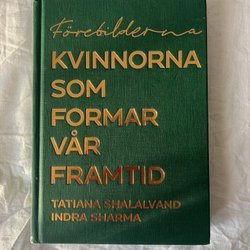 Förebilderna
KVINNORNA
SOM
FORMAR
VÅR
FRAMTID
TATIANA SHALALVAND
INDRA SHARMA